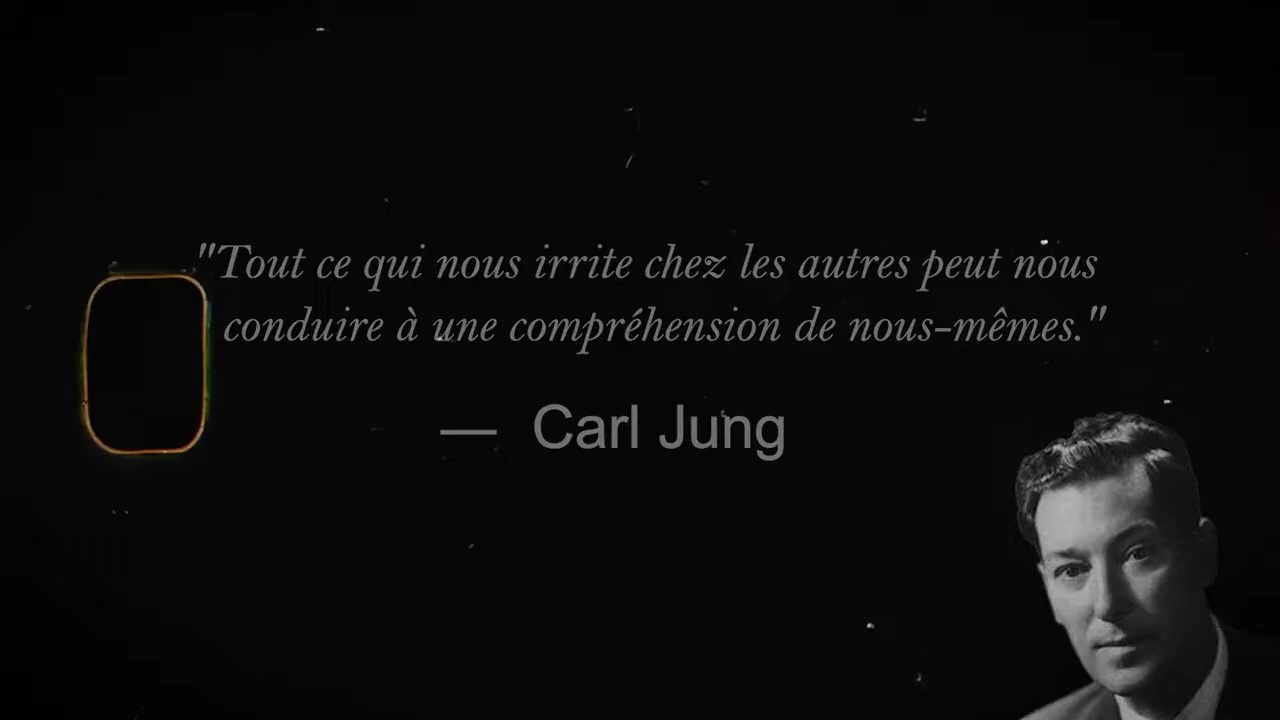 "Tout ce qui nous irrite chez les autres peut nous
conduire à une compréhension de nous-mêmes."
— Carl Jung